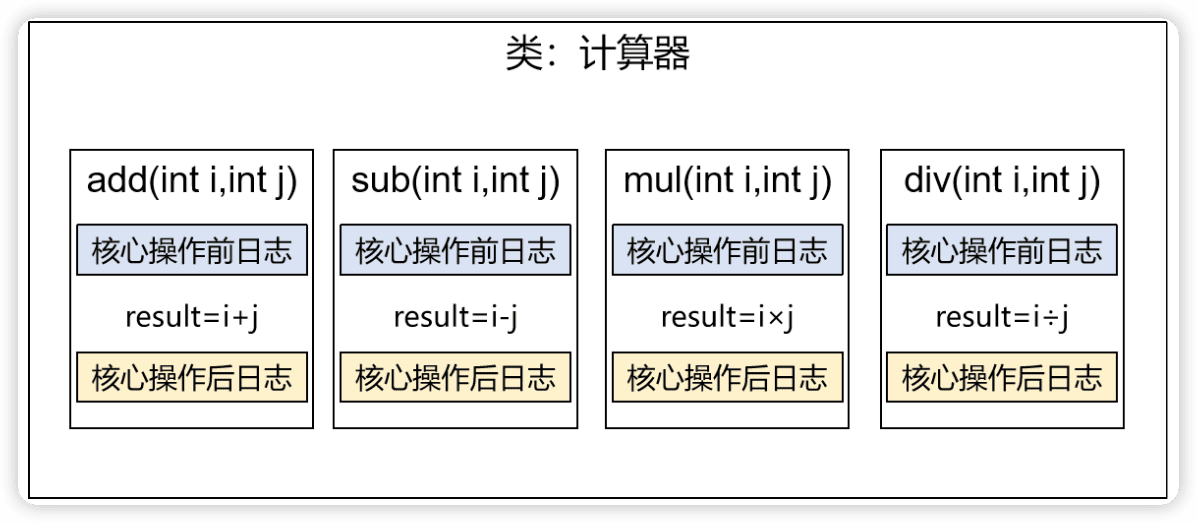 类：计算器
add(int i,int j)
核心操作前日志
result=i+j
核心操作后日志
sub(int i,int j)
核心操作前日志
result=i-j
核心操作后日志
mul(int i,int j)
核心操作前日志
result=i×j
核心操作后日志
div(int i,int j)
核心操作前日志
result=i÷j
核心操作后日志